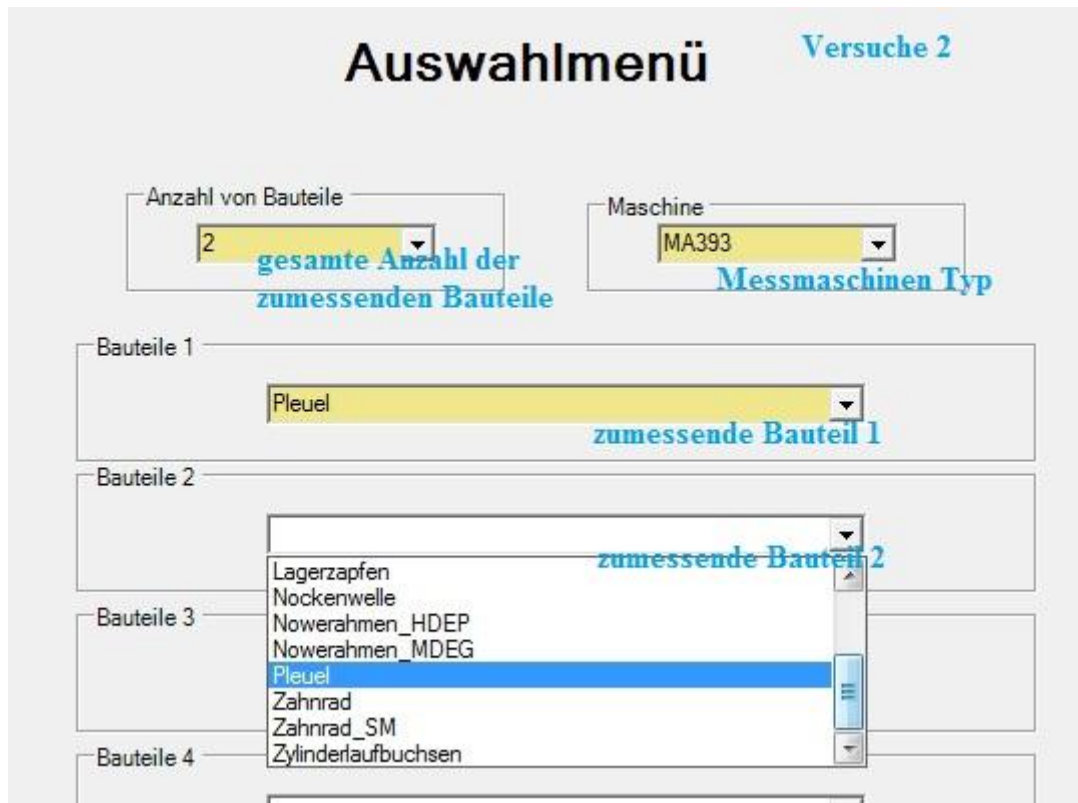 Auswahlmenü
Versuche 2
Anzahl von Bauteile
Maschine
2
MA393
gesamte Anzahl der
zumessenden Bauteile
Messmaschinen Typ
Bauteile 1
Pleuel
zumessende Bauteil 1
Bauteile 2
zumessende Bauteil 2
Lagerzapfen
Nockenwelle
Nowerahmen_HDEP
Nowerahmen_MDEG
Pleuel
Zahnrad
Zahnrad_SM
Zylinderlaufbuchsen
Bauteile 3
Bauteile 4